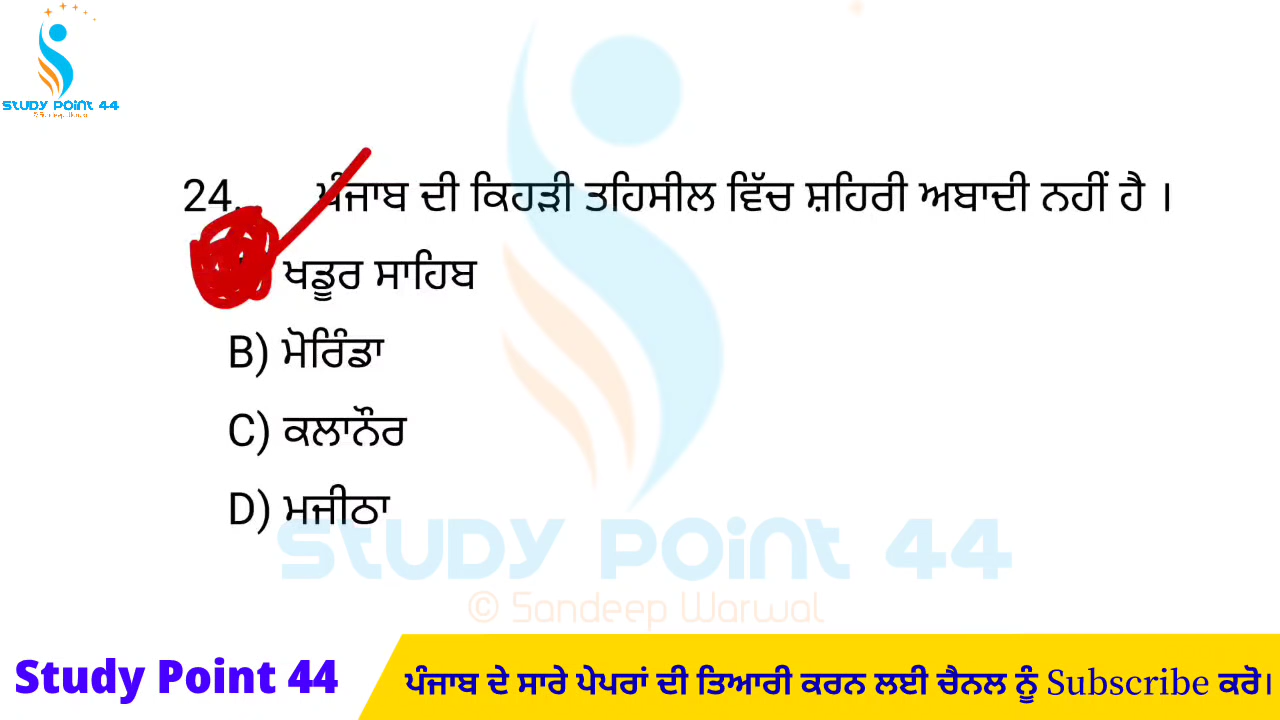 STUDY POINT 44
24. ਪੰਜਾਬ ਦੀ ਕਿਹੜੀ ਤਹਿਸੀਲ ਵਿੱਚ ਸ਼ਹਿਰੀ ਅਬਾਦੀ ਨਹੀਂ ਹੈ ।
ਖਡੂਰ ਸਾਹਿਬ
B) ਮੋਰਿੰਡਾ
C) ਕਲਾਨੌਰ
D) ਮਜੀਠਾ
STUDY POINT 44
© Sandeep Warwal
Study Point 44
ਪੰਜਾਬ ਦੇ ਸਾਰੇ ਪੇਪਰਾਂ ਦੀ ਤਿਆਰੀ ਕਰਨ ਲਈ ਚੈਨਲ ਨੂੰ Subscribe ਕਰੋ।